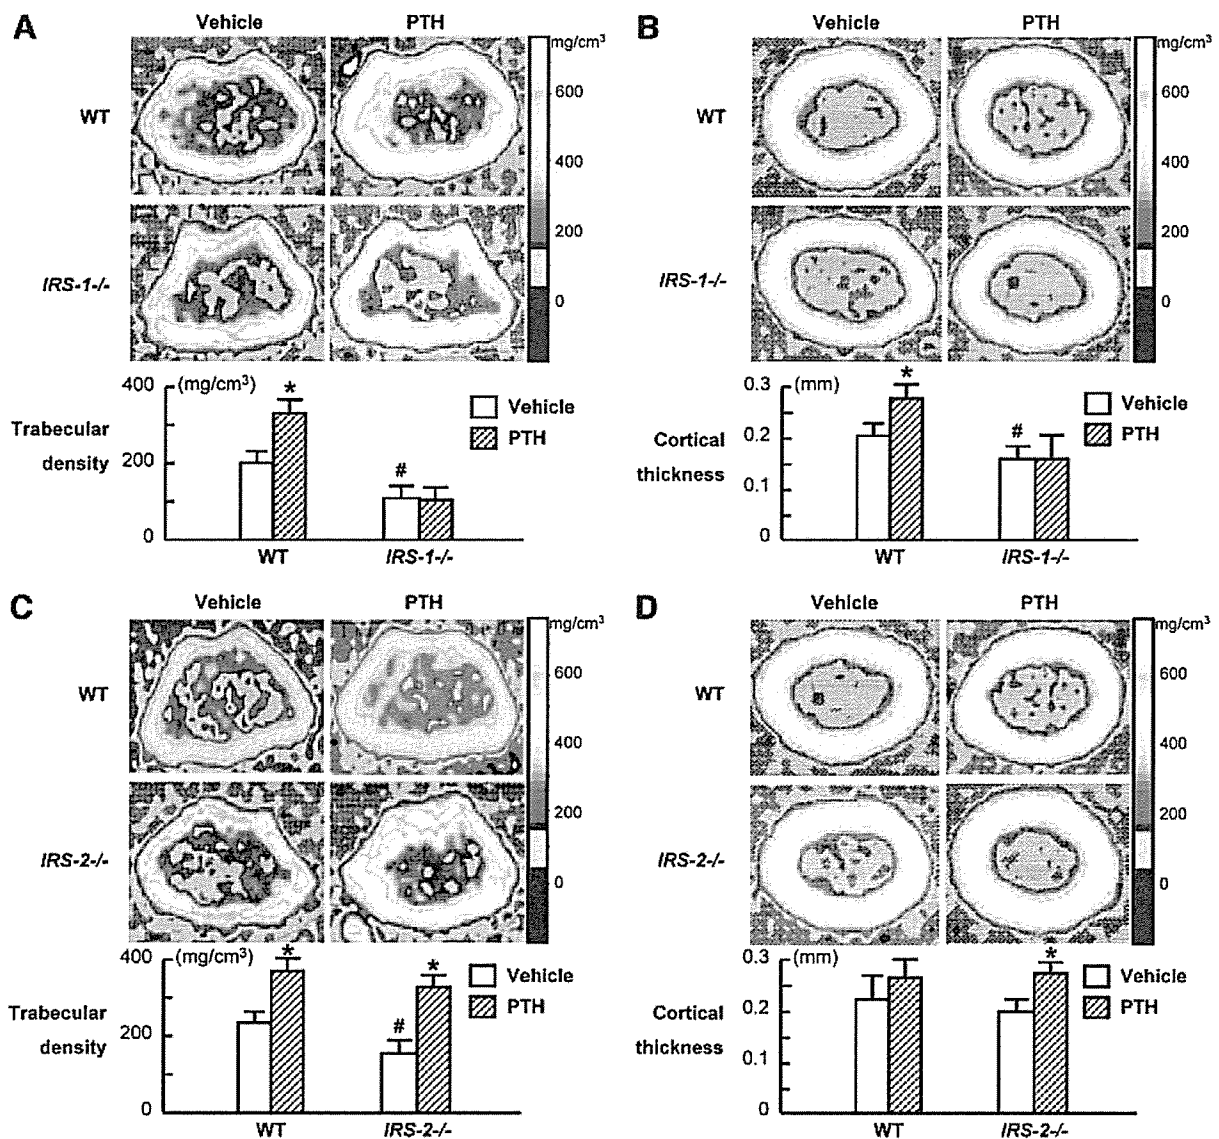 A
Vehicle PTH
mg/cm³
WT
600
400
200
IRS-1-/-
0
400 (mg/cm³)
*
Vehicle
PTH
Trabecular
density
200
#
0
WT IRS-1-/-
B
Vehicle PTH
mg/cm³
WT
600
400
200
IRS-1-/-
0
0.3 (mm)
*
Vehicle
PTH
Cortical
thickness
0.2
#
0.1
0
WT IRS-1-/-
C
Vehicle PTH
mg/cm³
WT
600
400
200
IRS-2-/-
0
400 (mg/cm³)
* *
Vehicle
PTH
Trabecular
density
200
#
0
WT IRS-2-/-
D
Vehicle PTH
mg/cm³
WT
600
400
200
IRS-2-/-
0
0.3 (mm)
*
Vehicle
PTH
Cortical
thickness
0.2
0.1
0
WT IRS-2-/-